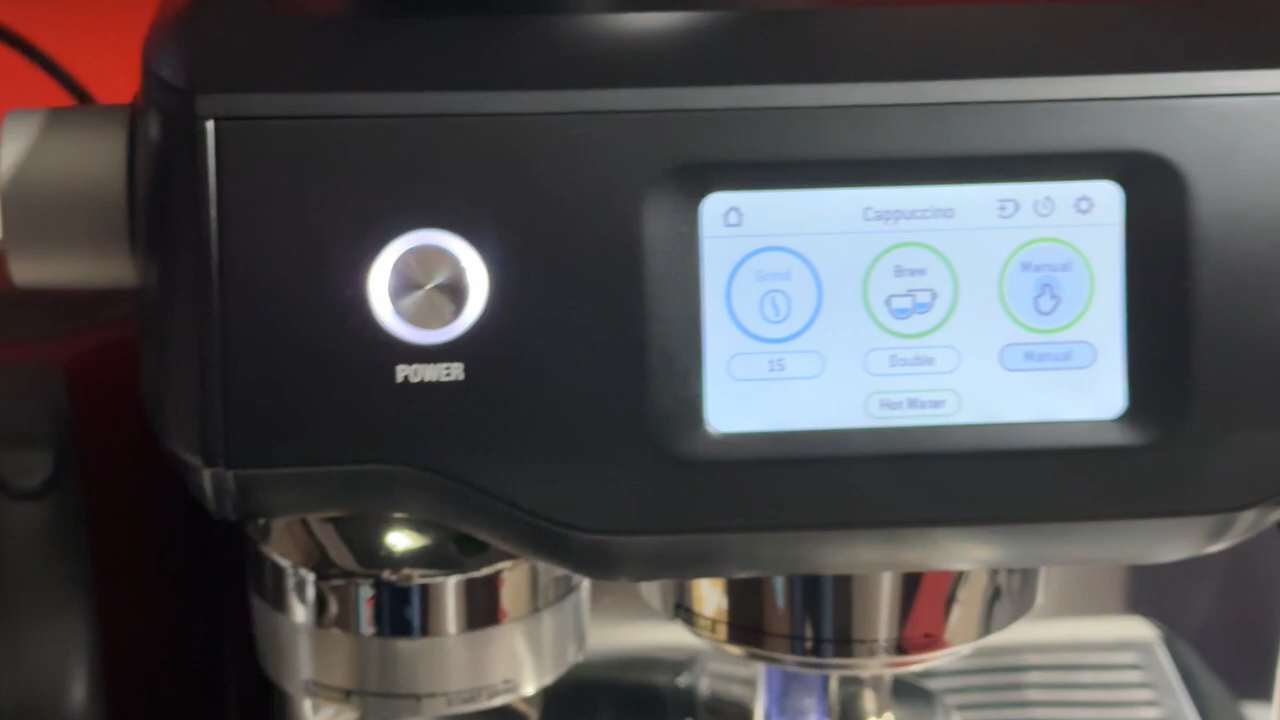 Cappuccino
Grind
Brew
Manual
15
Double
Manual
Hot Water
POWER